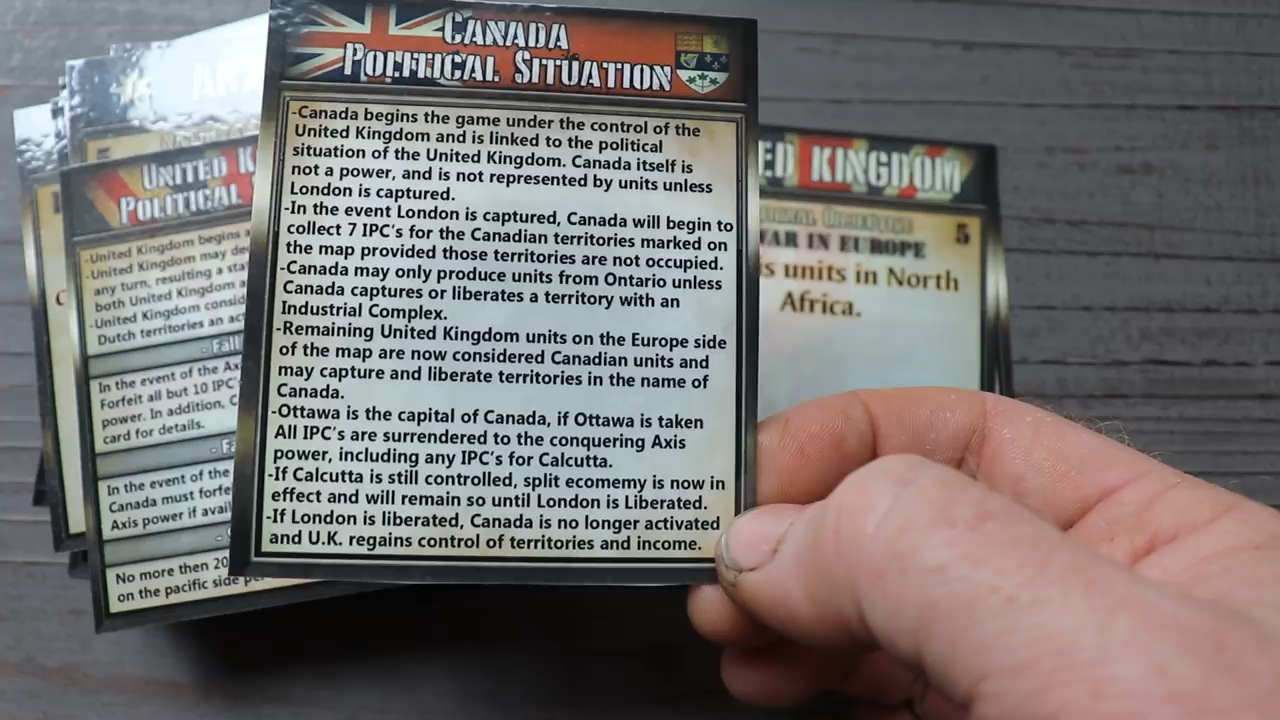 CANADA
POLITICAL SITUATION
-Canada begins the game under the control of the
United Kingdom and is linked to the political
situation of the United Kingdom. Canada itself is
not a power, and is not represented by units unless
London is captured.
-In the event London is captured, Canada will begin to
collect 7 IPC's for the Canadian territories marked on
the map provided those territories are not occupied.
-Canada may only produce units from Ontario unless
Canada captures or liberates a territory with an
Industrial Complex.
-Remaining United Kingdom units on the Europe side
of the map are now considered Canadian units and
may capture and liberate territories in the name of
Canada.
-Ottawa is the capital of Canada, if Ottawa is taken
All IPC's are surrendered to the conquering Axis
power, including any IPC's for Calcutta.
-If Calcutta is still controlled, split ecomemy is now in
effect and will remain so until London is Liberated.
-If London is liberated, Canada is no longer activated
and U.K. regains control of territories and income.
UNITED K
POLITICAL
-United Kingdom begins a
-United Kingdom may de
any turn, resulting a sta
both United Kingdom a
-United Kingdom consid
Dutch territories an ac
- Fall
In the event of the Ax
Forfeit all but 10 IPC'
power. In addition, C
card for details.
- Fa
In the event of the
Canada must forfe
Axis power if avail
No more then 20
on the pacific side pe
ED KINGDOM
5
WAR IN EUROPE
is units in North
Africa.